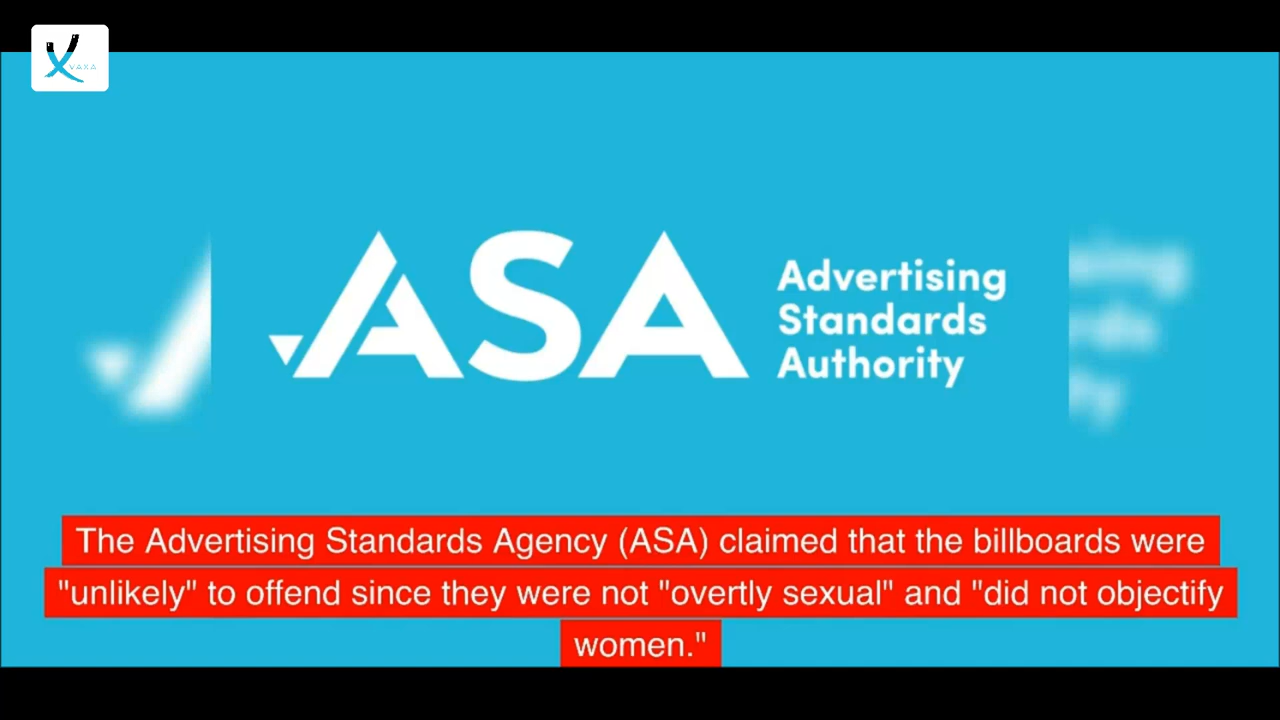 VAXA
ASA
Advertising
Standards
Authority
The Advertising Standards Agency (ASA) claimed that the billboards were
"unlikely" to offend since they were not "overtly sexual" and "did not objectify
women."